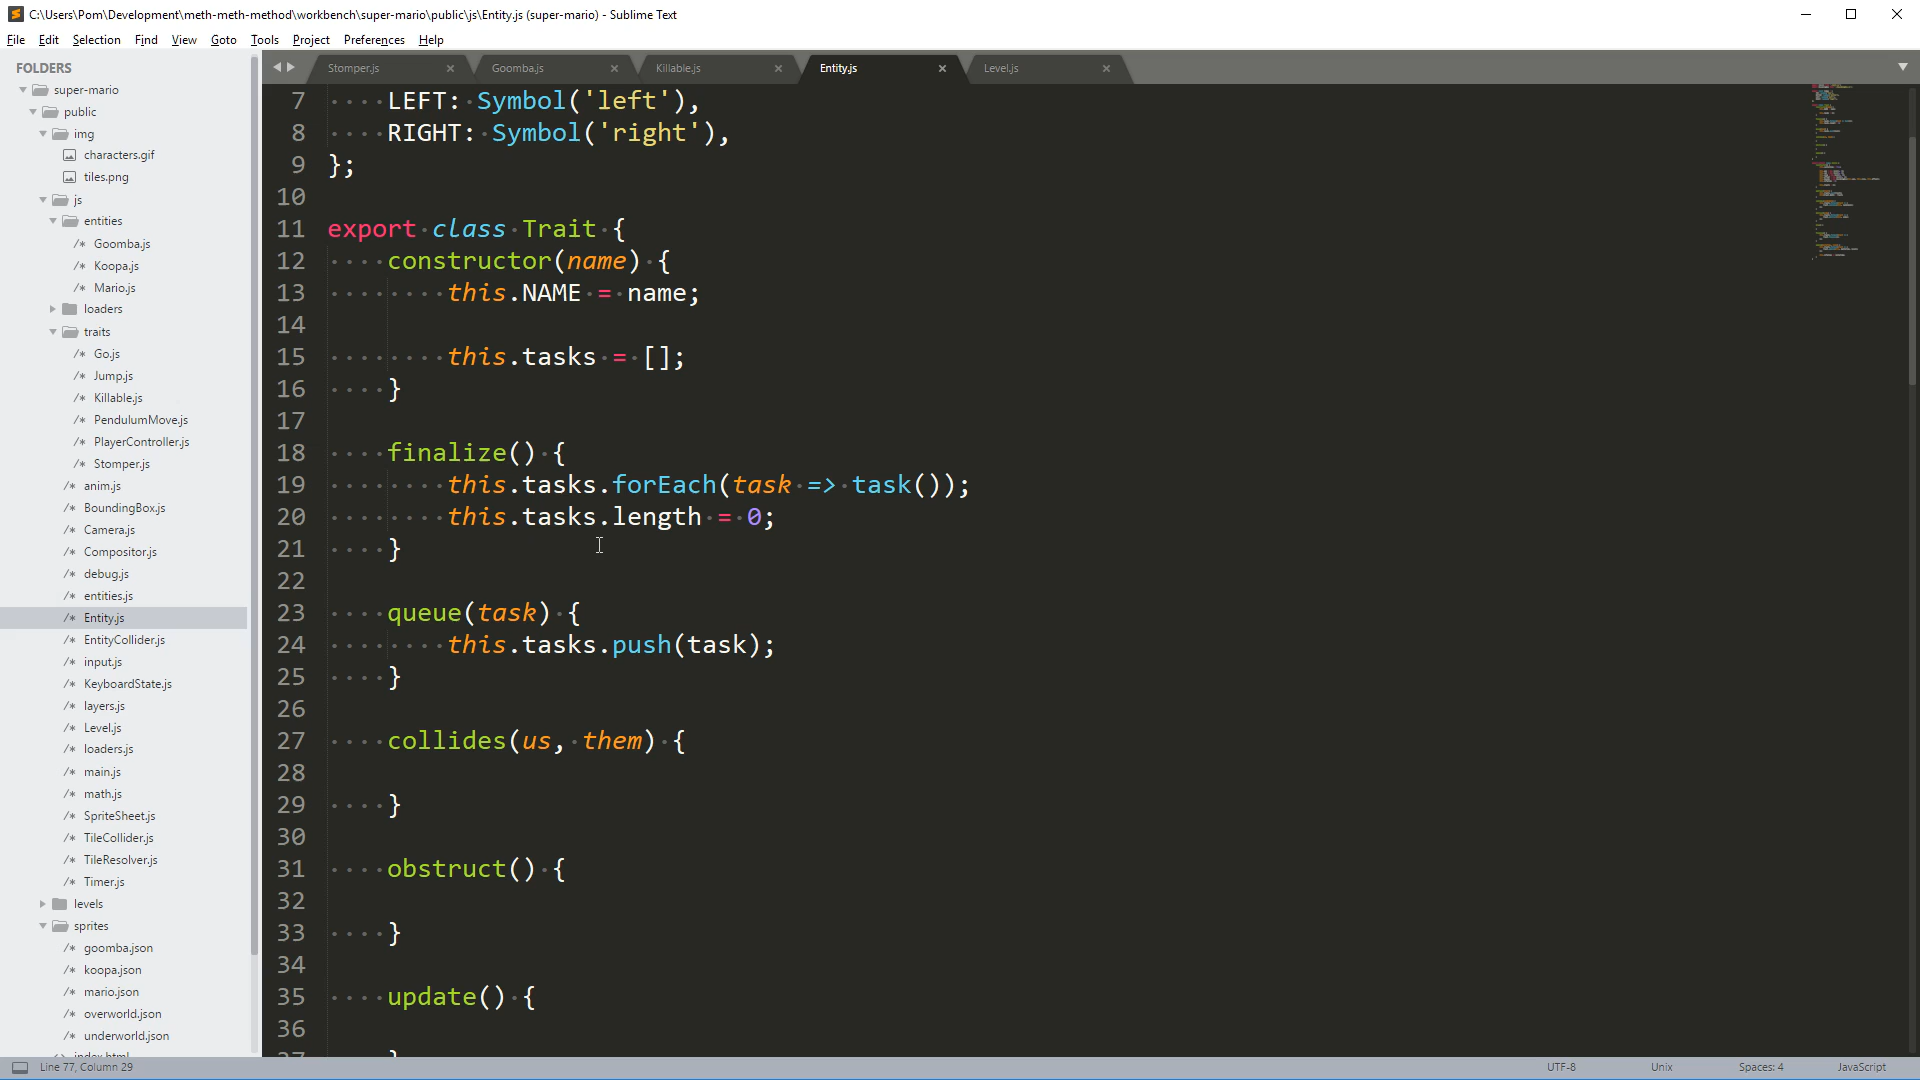 C:\Users\Pom\Development\meth-meth-method\workbench\super-mario\public\js\Entity.js (super-mario) - Sublime Text
File Edit Selection Find View Goto Tools Project Preferences Help
FOLDERS
super-mario
public
img
characters.gif
tiles.png
js
entities
/* Goomba.js
/* Koopa.js
/* Mario.js
loaders
traits
/* Go.js
/* Jump.js
/* Killable.js
/* PendulumMove.js
/* PlayerController.js
/* Stomper.js
/* anim.js
/* BoundingBox.js
/* Camera.js
/* Compositor.js
/* debug.js
/* entities.js
/* Entity.js
/* EntityCollider.js
/* input.js
/* KeyboardState.js
/* layers.js
/* Level.js
/* loaders.js
/* main.js
/* math.js
/* SpriteSheet.js
/* TileCollider.js
/* TileResolver.js
/* Timer.js
levels
sprites
/* goomba.json
/* koopa.json
/* mario.json
/* overworld.json
/* underworld.json
index.html
Stomper.js Goomba.js Killable.js Entity.js Level.js
7 LEFT: Symbol('left'),
8 RIGHT: Symbol('right'),
9 };
10
11 export class Trait {
12 constructor(name) {
13 this.NAME = name;
14
15 this.tasks = [];
16 }
17
18 finalize() {
19 this.tasks.forEach(task => task());
20 this.tasks.length = 0;
21 }
22
23 queue(task) {
24 this.tasks.push(task);
25 }
26
27 collides(us, them) {
28
29 }
30
31 obstruct() {
32
33 }
34
35 update() {
36
37 }
Line 77, Column 29 UTF-8 Unix Spaces: 4 JavaScript